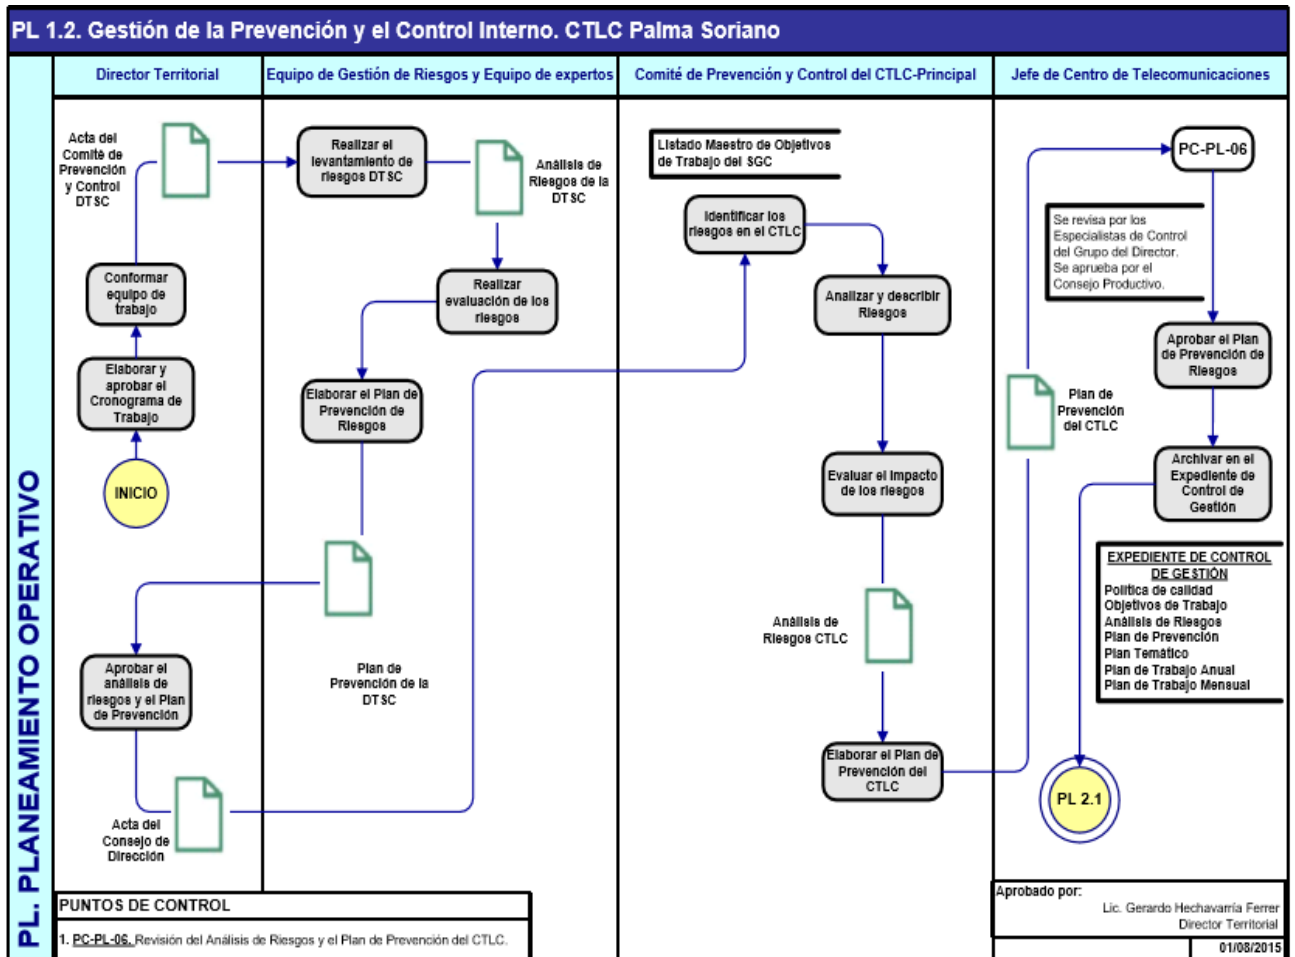 PL 1.2. Gestión de la Prevención y el Control Interno. CTLC Palma Soriano
PL. PLANEAMIENTO OPERATIVO
Director Territorial
Equipo de Gestión de Riesgos y Equipo de expertos
Comité de Prevención y Control del CTLC-Principal
Jefe de Centro de Telecomunicaciones
Acta del
Comité de
Prevención
y Control
DTSC
Conformar
equipo de
trabajo
Elaborar y
aprobar el
Cronograma de
Trabajo
INICIO
Aprobar el
análisis de
riesgos y el Plan
de Prevención
Acta del
Consejo de
Dirección
Realizar el
levantamiento de
riesgos DTSC
Análisis de
Riesgos de la
DTSC
Realizar
evaluación de los
riesgos
Elaborar el Plan de
Prevención de
Riesgos
Plan de
Prevención de la
DTSC
Listado Maestro de Objetivos
de Trabajo del SGC
Identificar los
riesgos en el CTLC
Analizar y describir
Riesgos
Evaluar el Impacto
de los riesgos
Análisis de
Riesgos CTLC
Elaborar el Plan de
Prevención del
CTLC
PC-PL-06
Se revisa por los
Especialistas de Control
del Grupo del Director.
Se aprueba por el
Consejo Productivo.
Aprobar el Plan
de Prevención de
Riesgos
Plan de
Prevención
del CTLC
Archivar en el
Expediente de
Control de
Gestión
EXPEDIENTE DE CONTROL
DE GESTIÓN
Política de calidad
Objetivos de Trabajo
Análisis de Riesgos
Plan de Prevención
Plan Temático
Plan de Trabajo Anual
Plan de Trabajo Mensual
PL 2.1
PUNTOS DE CONTROL
1. PC-PL-06. Revisión del Análisis de Riesgos y el Plan de Prevención del CTLC.
Aprobado por:
Lic. Gerardo Hechavarría Ferrer
Director Territorial
01/08/2015